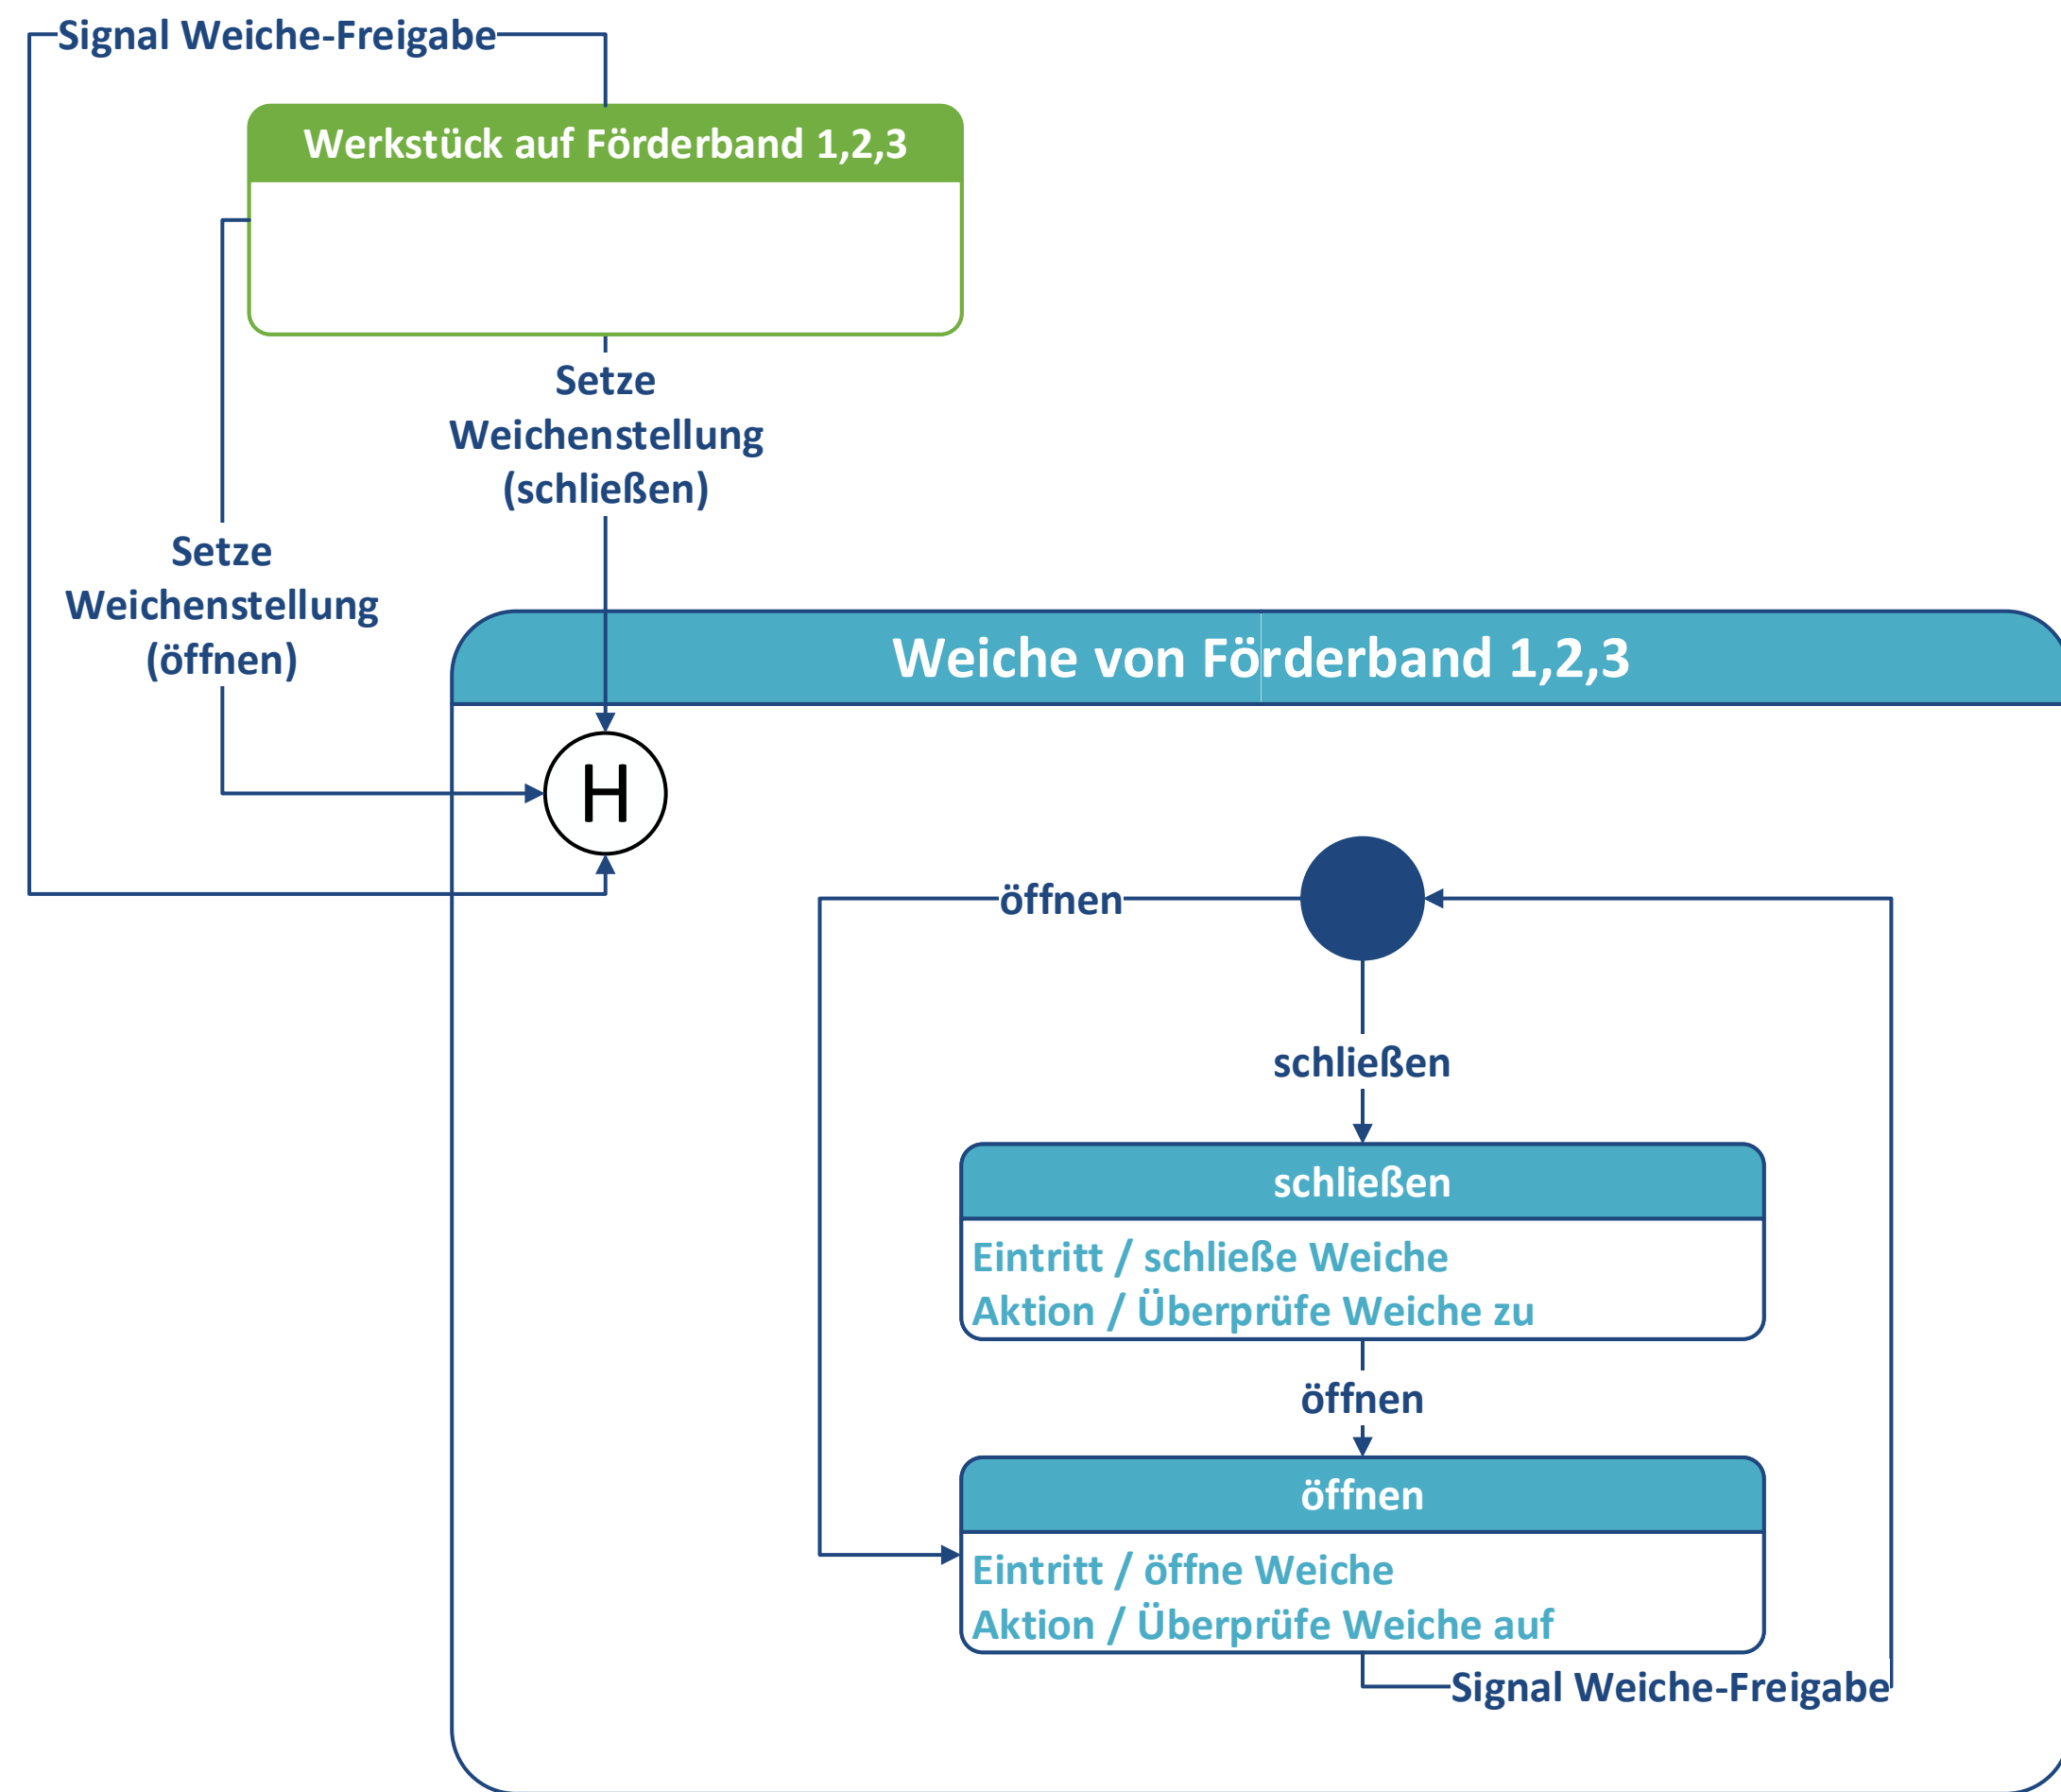 Signal Weiche-Freigabe
Werkstück auf Förderband 1,2,3
Setze
Weichenstellung
(schließen)
Setze
Weichenstellung
(öffnen)
Weiche von Förderband 1,2,3
H
öffnen
schließen
schließen
Eintritt / schließe Weiche
Aktion / Überprüfe Weiche zu
öffnen
öffnen
Eintritt / öffne Weiche
Aktion / Überprüfe Weiche auf
Signal Weiche-Freigabe